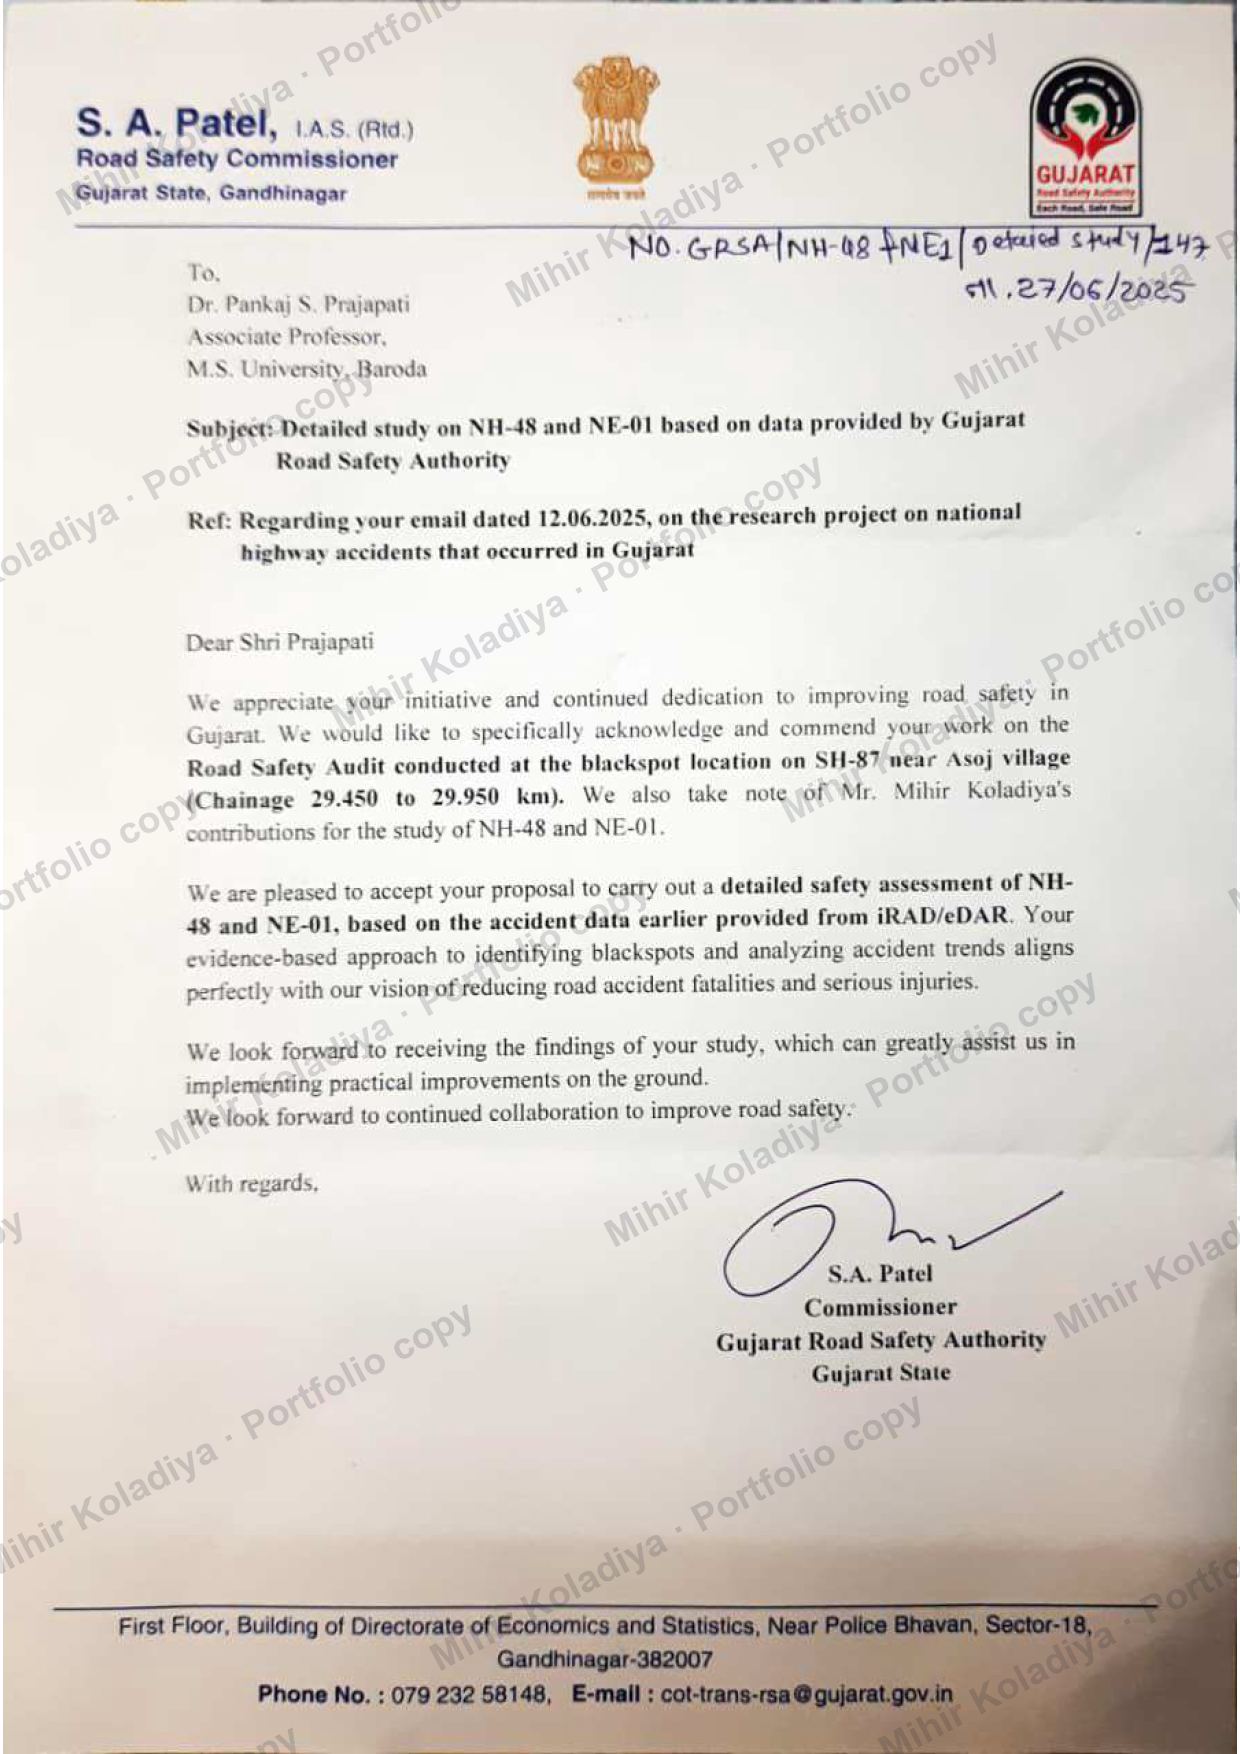 S. A. Patel, I.A.S. (Rtd.)
Road Safety Commissioner
Gujarat State, Gandhinagar
सत्यमेव जयते
GUJARAT
Road Safety Authority
Each Road, Safe Road
NO. GRSA/NH-48 & NE1/Detailed study/147
તા. 27/06/2025
To,
Dr. Pankaj S. Prajapati
Associate Professor,
M.S. University, Baroda
Subject: Detailed study on NH-48 and NE-01 based on data provided by Gujarat
Road Safety Authority
Ref: Regarding your email dated 12.06.2025, on the research project on national
highway accidents that occurred in Gujarat
Dear Shri Prajapati
We appreciate your initiative and continued dedication to improving road safety in
Gujarat. We would like to specifically acknowledge and commend your work on the
Road Safety Audit conducted at the blackspot location on SH-87 near Asoj village
(Chainage 29.450 to 29.950 km). We also take note of Mr. Mihir Koladiya's
contributions for the study of NH-48 and NE-01.
We are pleased to accept your proposal to carry out a detailed safety assessment of NH-
48 and NE-01, based on the accident data earlier provided from iRAD/eDAR. Your
evidence-based approach to identifying blackspots and analyzing accident trends aligns
perfectly with our vision of reducing road accident fatalities and serious injuries.
We look forward to receiving the findings of your study, which can greatly assist us in
implementing practical improvements on the ground.
We look forward to continued collaboration to improve road safety.
With regards,
S.A. Patel
Commissioner
Gujarat Road Safety Authority
Gujarat State
First Floor, Building of Directorate of Economics and Statistics, Near Police Bhavan, Sector-18,
Gandhinagar-382007
Phone No. : 079 232 58148, E-mail : cot-trans-rsa@gujarat.gov.in
Mihir Koladiya · Portfolio copy